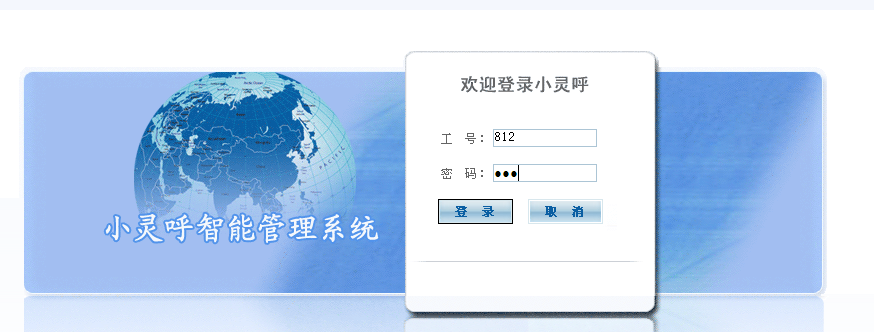 欢迎登录小灵呼
工 号：812
密 码：●●●
登 录 取 消
小灵呼智能管理系统
PACIFIC